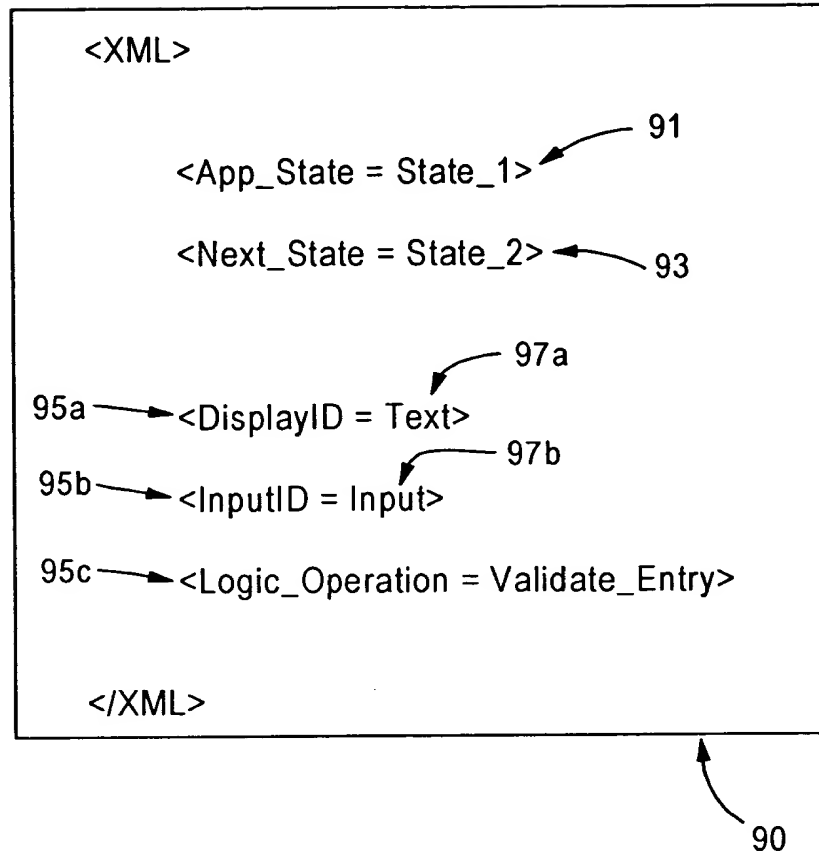 <XML>
91
<App_State = State_1>
<Next_State = State_2>
93
97a
95a
<DisplayID = Text>
97b
95b
<InputID = Input>
95c
<Logic_Operation = Validate_Entry>
</XML>
90